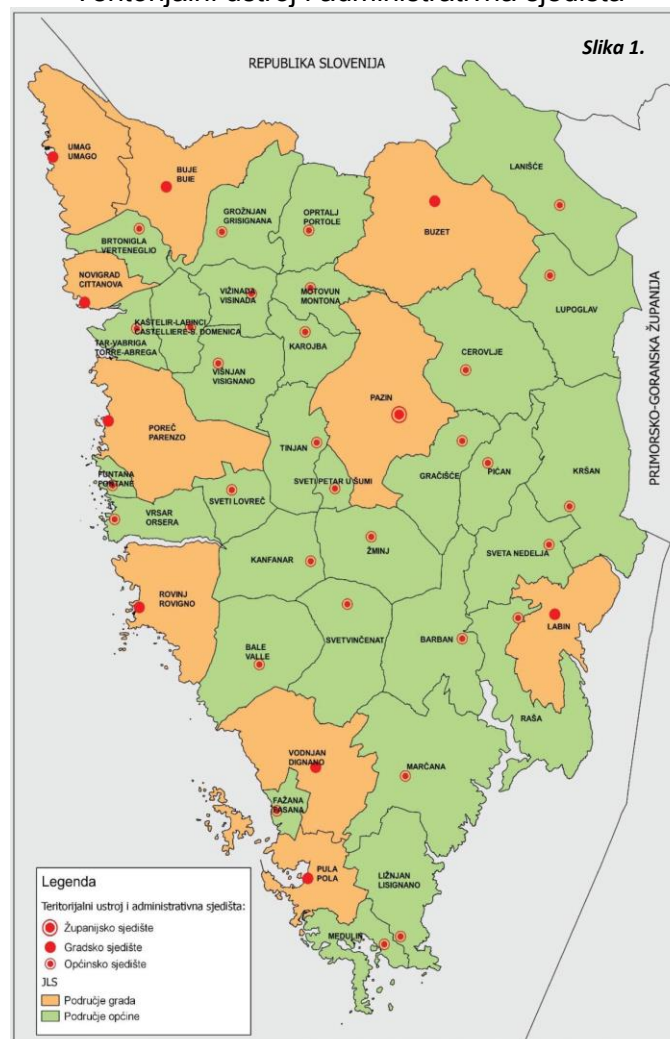 Teritorijalni ustroj i administrativna sjedišta
Slika 1.
REPUBLIKA SLOVENIJA
PRIMORSKO-GORANSKA ŽUPANIJA
UMAG
UMAGO
BUJE
BUIE
LANIŠĆE
GROŽNJAN
GRISIGNANA
OPRTALJ
PORTOLE
BUZET
BRTONIGLA
VERTENEGLIO
NOVIGRAD
CITTANOVA
VIŽINADA
VISINADA
MOTOVUN
MONTONA
LUPOGLAV
KAŠTELIR-LABINCI
CASTELLIERE-S. DOMENICA
TAR-VABRIGA
TORRE-ABREGA
KAROJBA
CEROVLJE
VIŠNJAN
VISIGNANO
PAZIN
POREČ
PARENZO
TINJAN
GRAČIŠĆE
PIĆAN
KRŠAN
FUNTANA
FONTANE
SVETI LOVREČ
SVETI PETAR U ŠUMI
VRSAR
ORSERA
ŽMINJ
SVETA NEDELJA
KANFANAR
ROVINJ
ROVIGNO
LABIN
SVETVINČENAT
BARBAN
BALE
VALLE
RAŠA
VODNJAN
DIGNANO
MARČANA
FAŽANA
FASANA
PULA
POLA
LIŽNJAN
LISIGNANO
MEDULIN
Legenda
Teritorijalni ustroj i administrativna sjedišta:
Županijsko sjedište
Gradsko sjedište
Općinsko sjedište
JLS
Područje grada
Područje općine